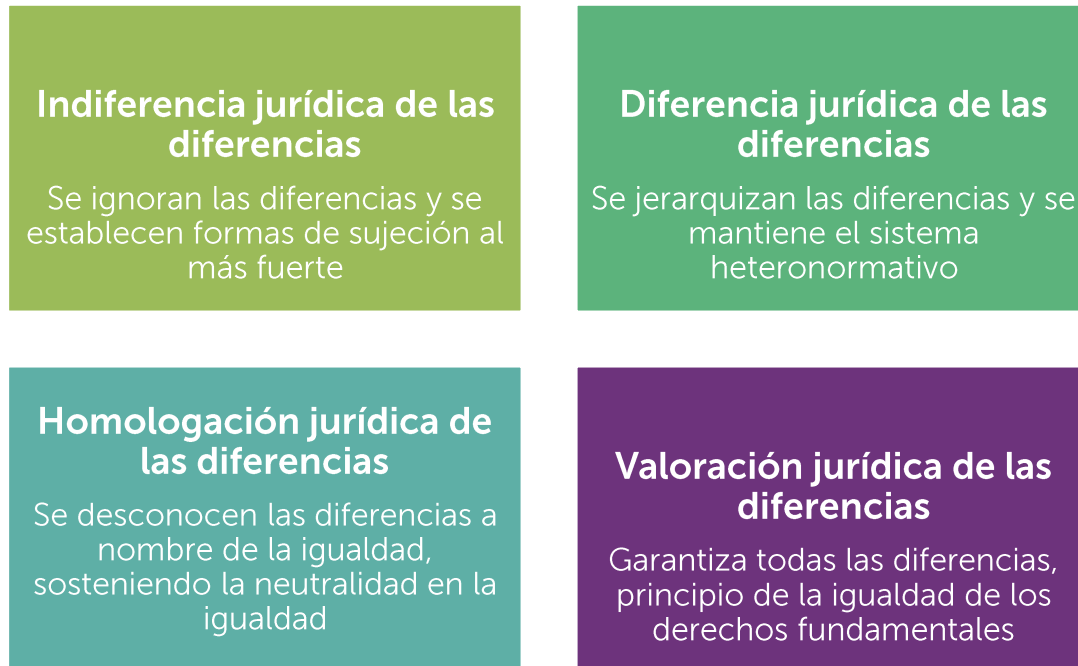 Indiferencia jurídica de las
diferencias
Se ignoran las diferencias y se
establecen formas de sujeción al
más fuerte
Diferencia jurídica de las
diferencias
Se jerarquizan las diferencias y se
mantiene el sistema
heteronormativo
Homologación jurídica de
las diferencias
Se desconocen las diferencias a
nombre de la igualdad,
sosteniendo la neutralidad en la
igualdad
Valoración jurídica de las
diferencias
Garantiza todas las diferencias,
principio de la igualdad de los
derechos fundamentales